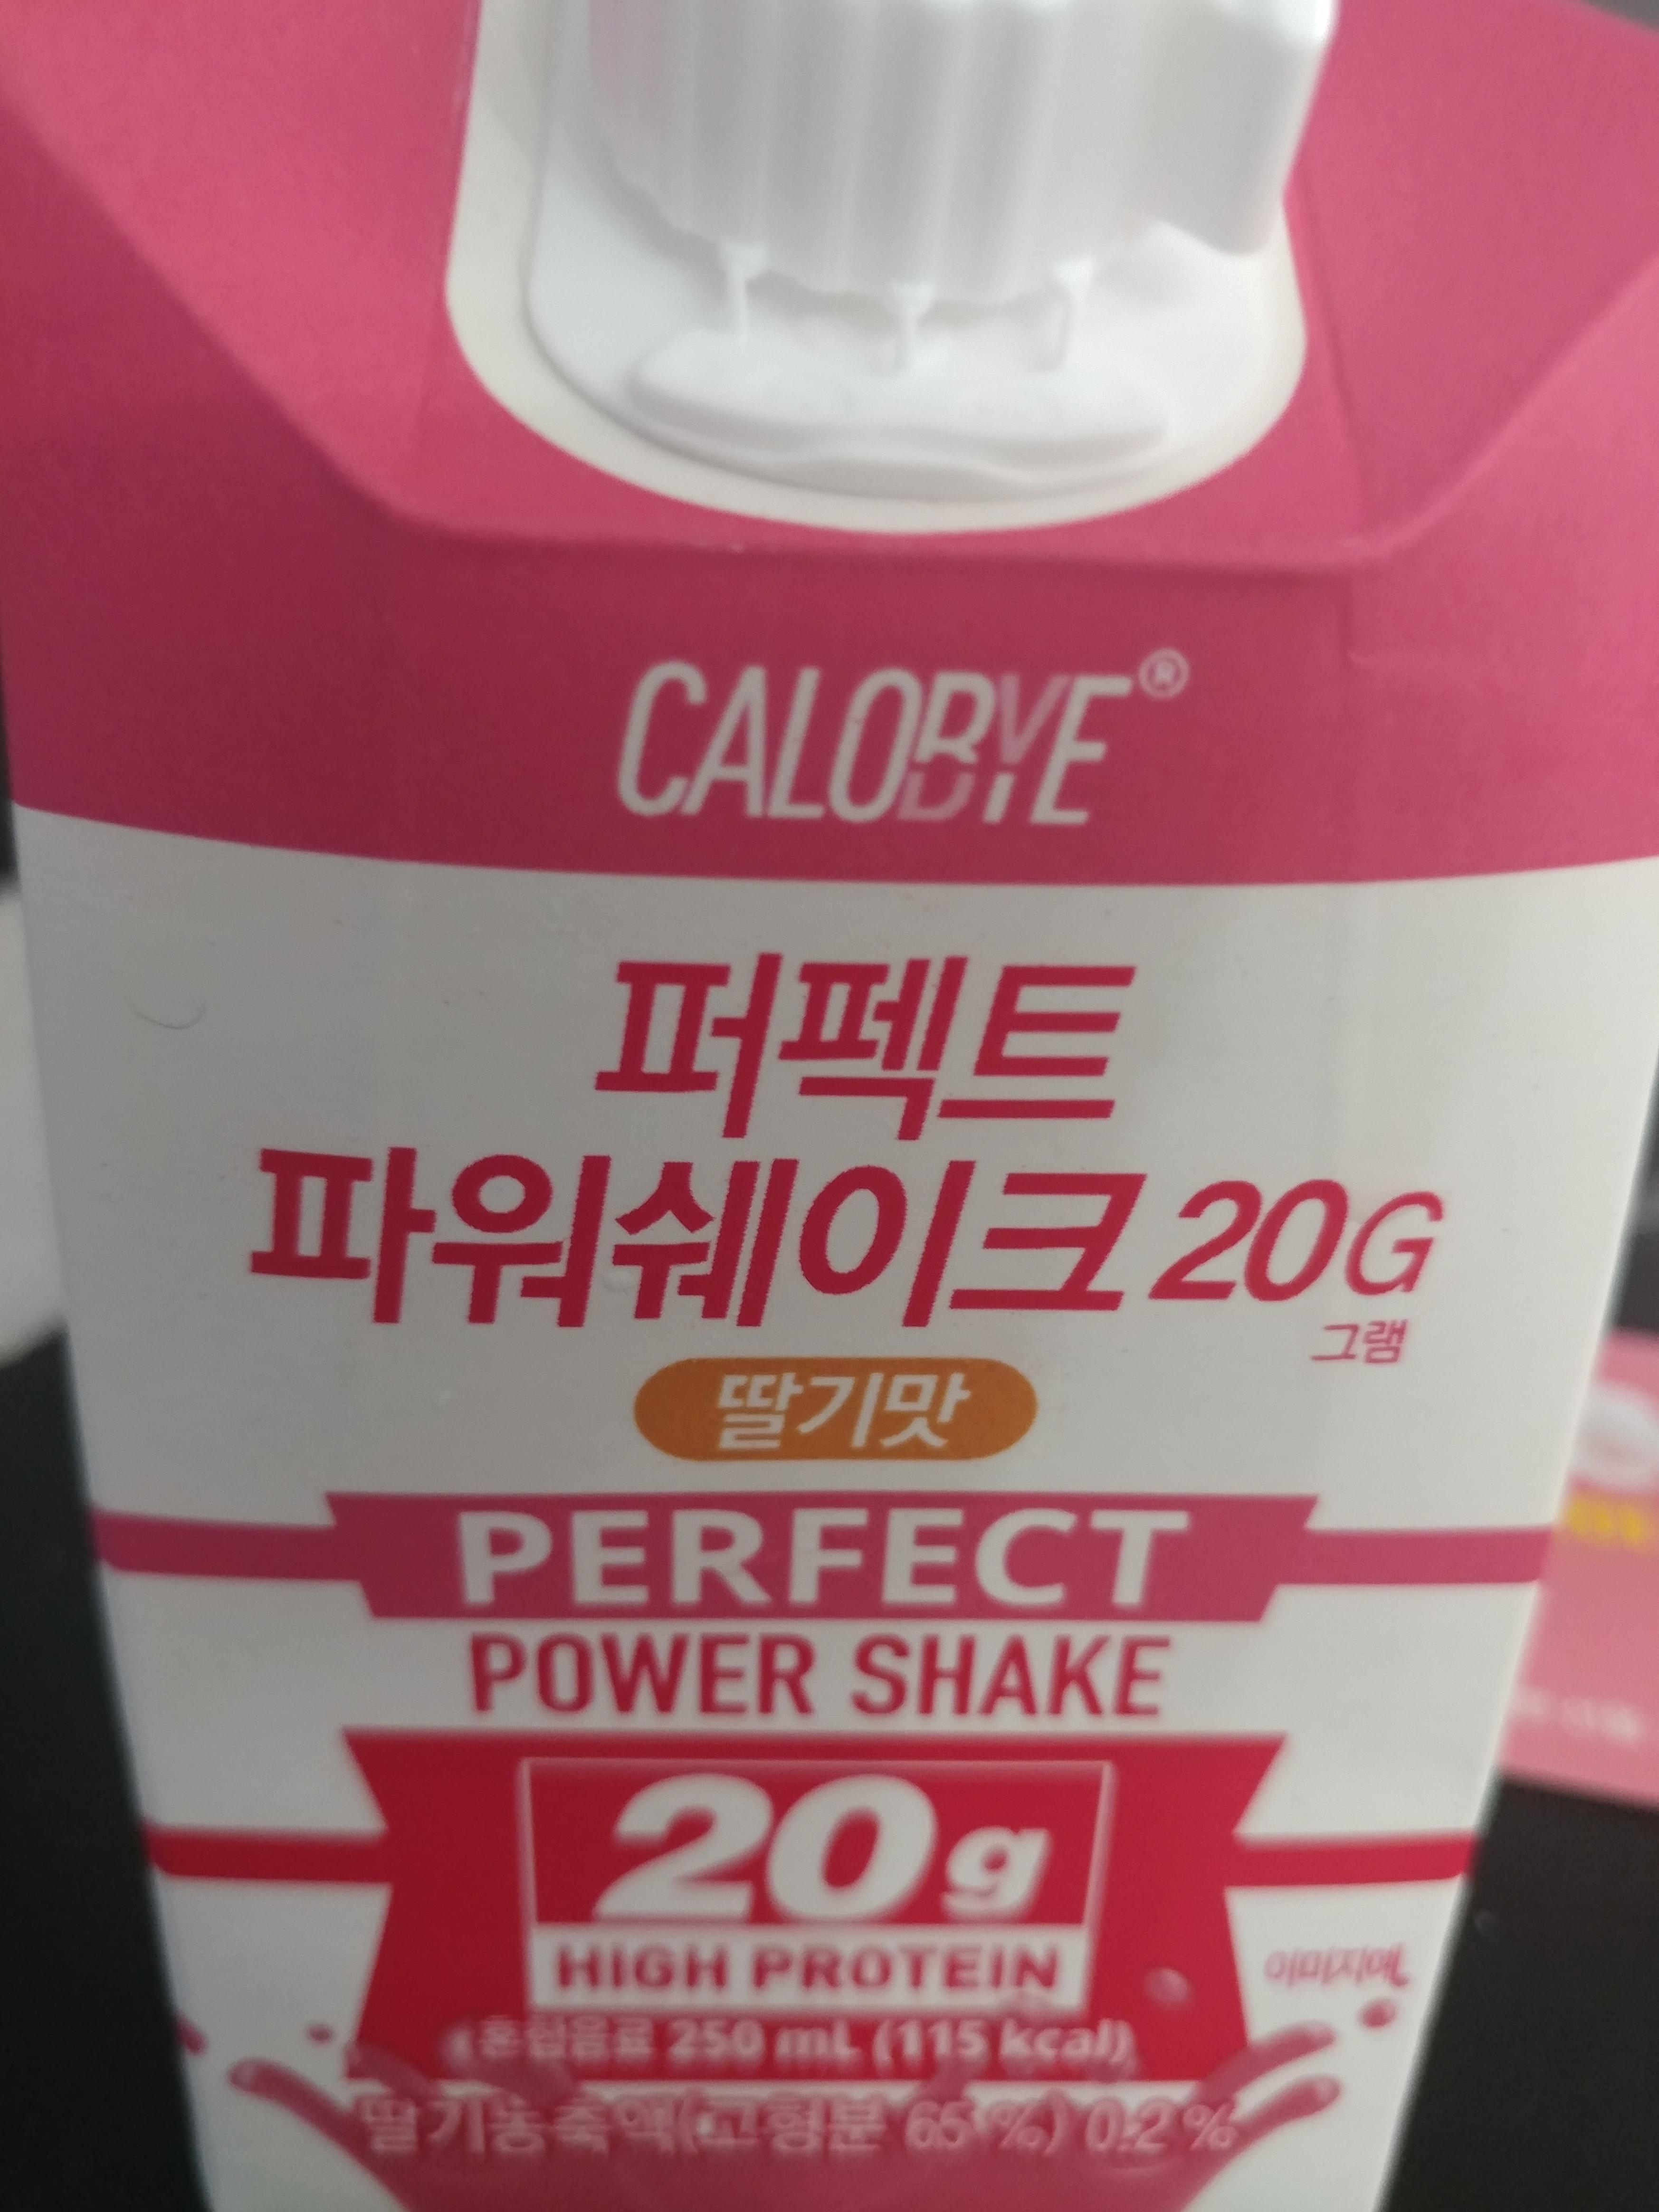 CALOBYE®
퍼펙트
파워쉐이크 20G
그램
딸기맛
PERFECT
POWER SHAKE
20g
HIGH PROTEIN
이미지예
혼합음료 250 mL (115 kcal)
딸기농축액(고형분 65 %) 0.2 %